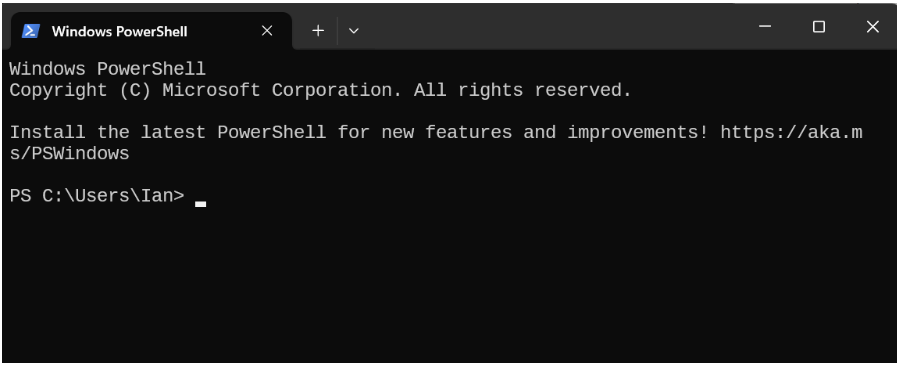 Windows PowerShell
Windows PowerShell
Copyright (C) Microsoft Corporation. All rights reserved.
Install the latest PowerShell for new features and improvements! https://aka.m
s/PSWindows
PS C:\Users\Ian>